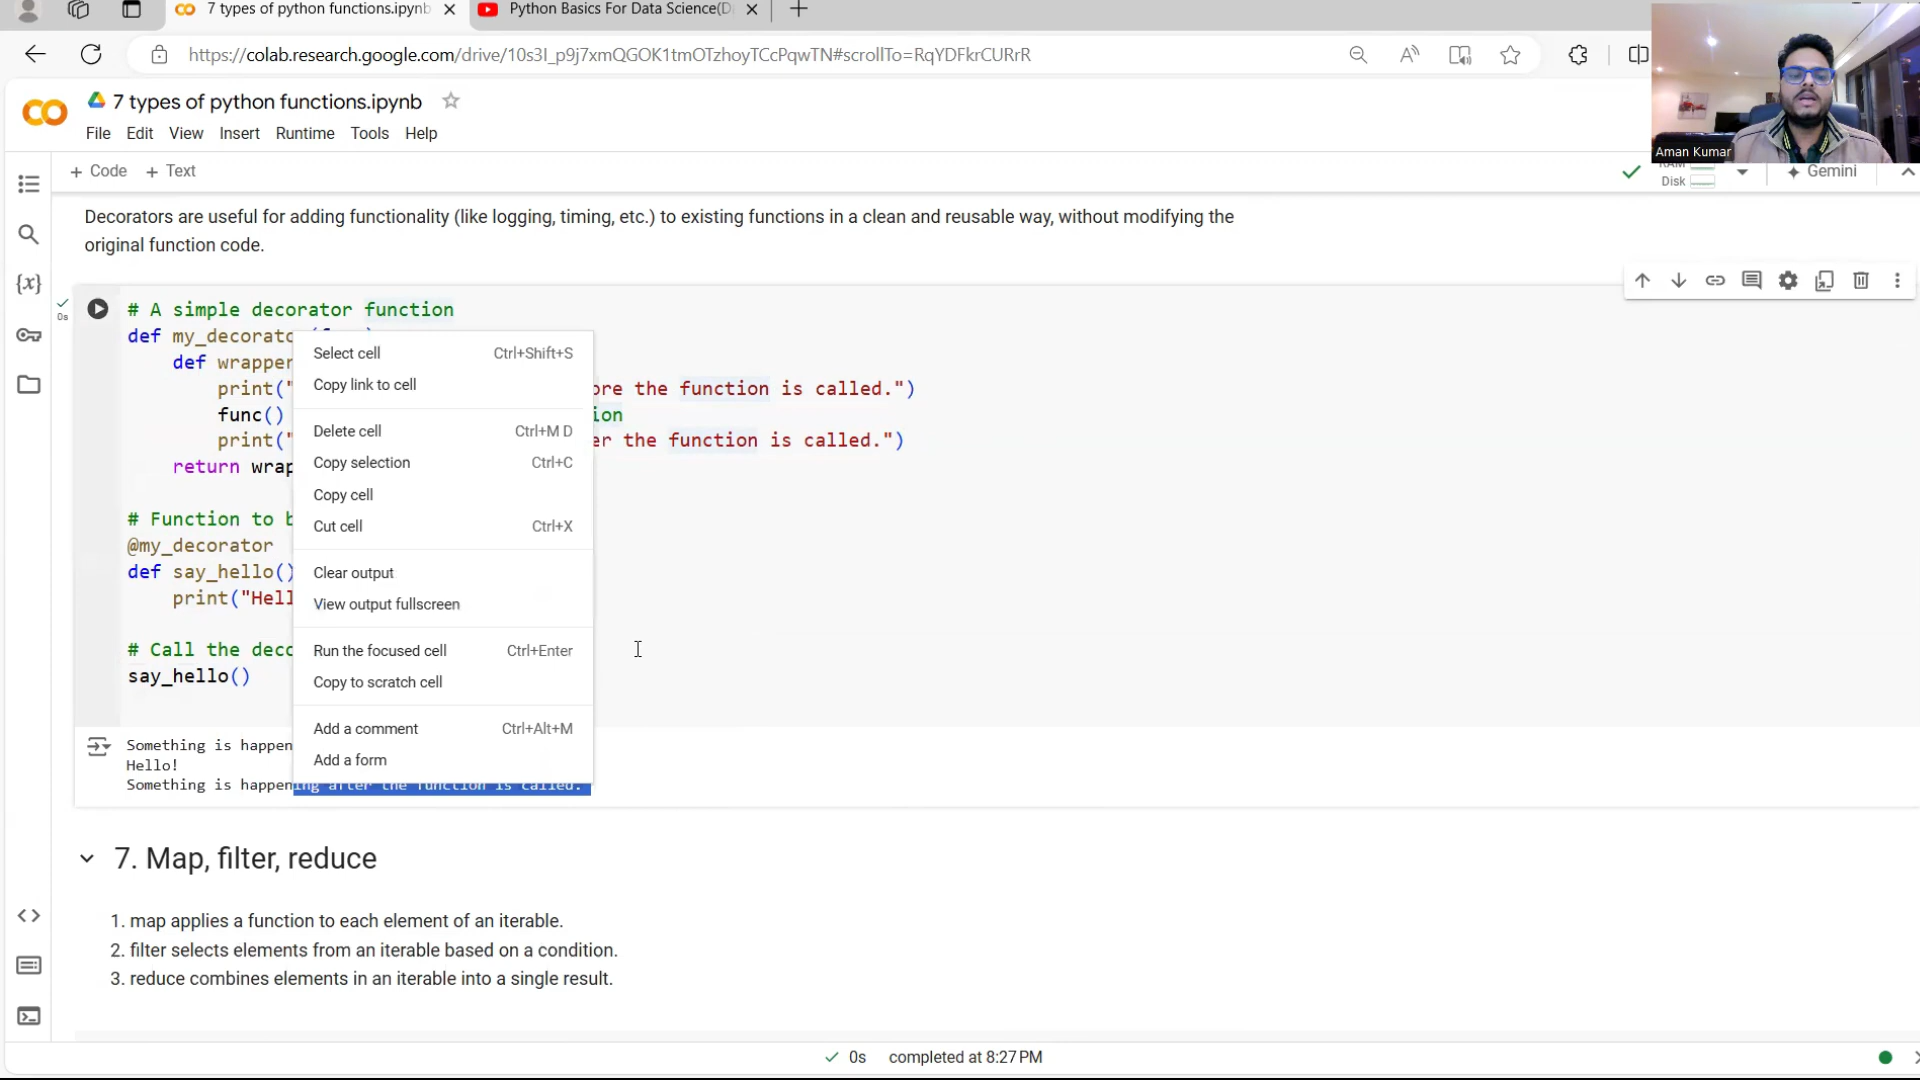 7 types of python functions.ipynb
Python Basics For Data Science(D
https://colab.research.google.com/drive/10s3I_p9j7xmQGOK1tmOTzhoyTCcPqwTN#scrollTo=RqYDFkrCURrR
7 types of python functions.ipynb
File Edit View Insert Runtime Tools Help
Aman Kumar
+ Code + Text
RAM
Disk
Gemini
Decorators are useful for adding functionality (like logging, timing, etc.) to existing functions in a clean and reusable way, without modifying the
original function code.
0s
# A simple decorator function
def my_decorato
def wrapper
print(" ore the function is called.")
func() ion
print(" er the function is called.")
return wrap
# Function to b
@my_decorator
def say_hello()
print("Hell
# Call the deco
say_hello()
Select cell Ctrl+Shift+S
Copy link to cell
Delete cell Ctrl+M D
Copy selection Ctrl+C
Copy cell
Cut cell Ctrl+X
Clear output
View output fullscreen
Run the focused cell Ctrl+Enter
Copy to scratch cell
Add a comment Ctrl+Alt+M
Add a form
Something is happen
Hello!
Something is happening after the function is called.
7. Map, filter, reduce
1. map applies a function to each element of an iterable.
2. filter selects elements from an iterable based on a condition.
3. reduce combines elements in an iterable into a single result.
0s completed at 8:27 PM